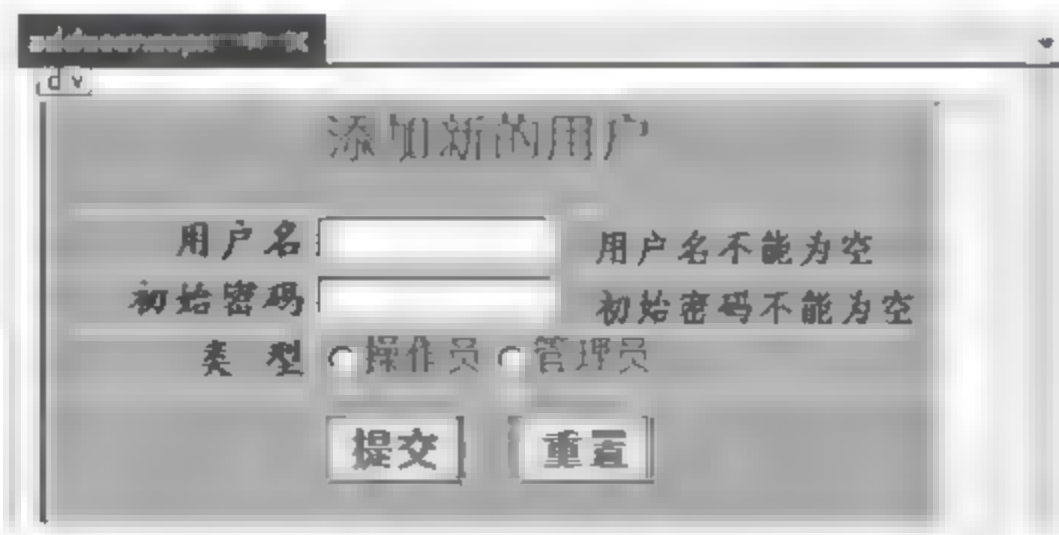 添加新的用户
用户名 用户名不能为空
初始密码 初始密码不能为空
类 型 操作员 管理员
提交 重置